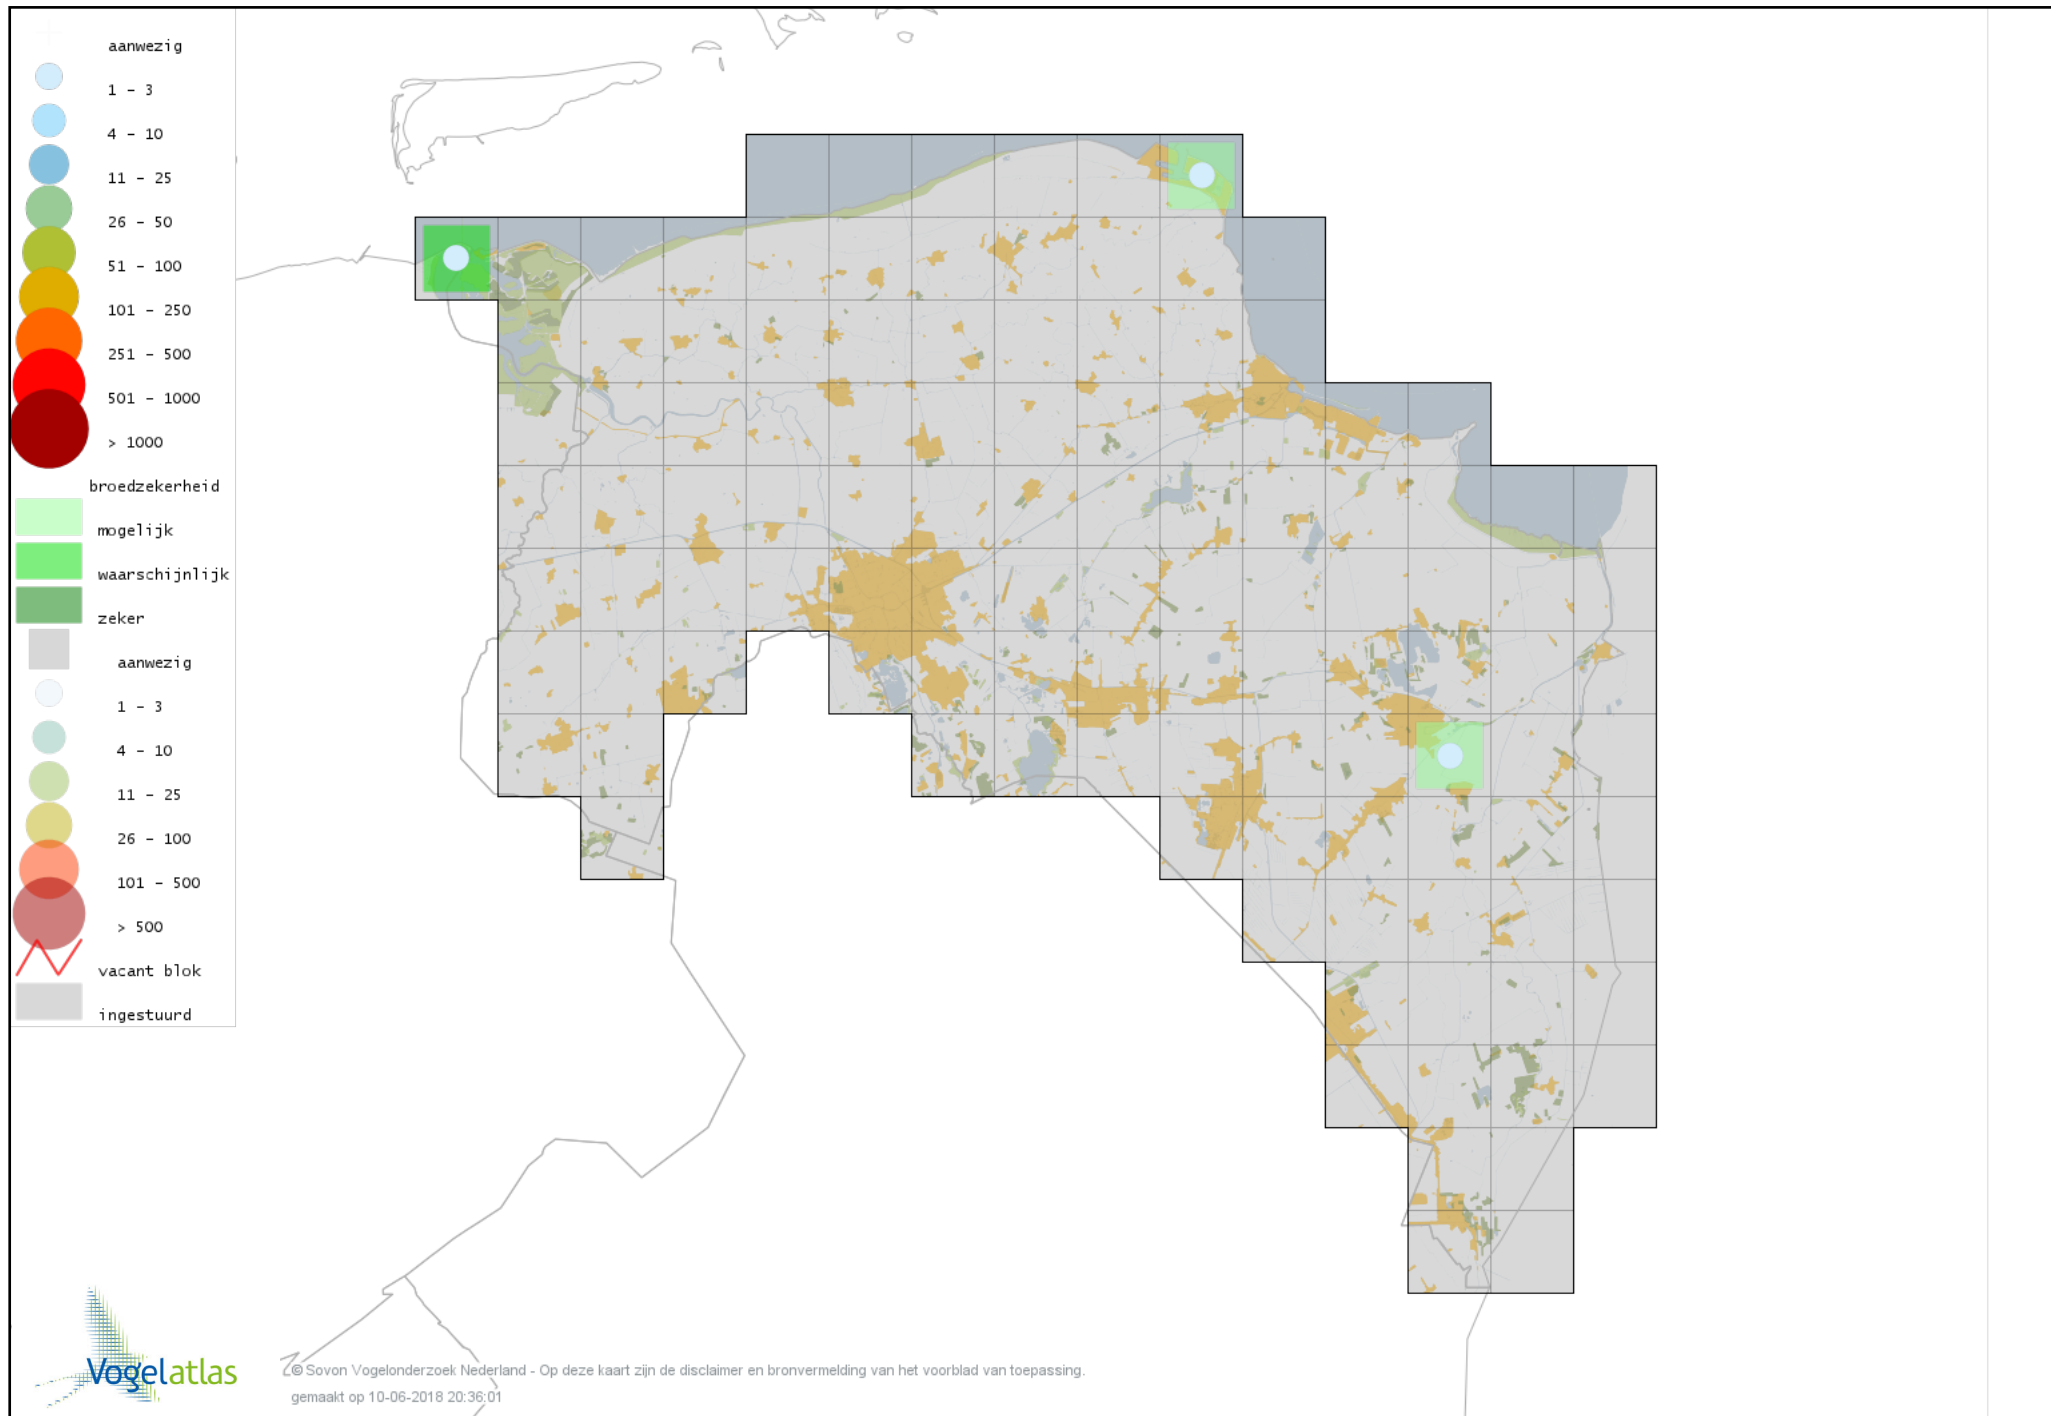 aanwezig
1 - 3
4 - 10
11 - 25
26 - 50
51 - 100
101 - 250
251 - 500
501 - 1000
> 1000
broedzekerheid
mogelijk
waarschijnlijk
zeker
aanwezig
1 - 3
4 - 10
11 - 25
26 - 100
101 - 500
> 500
vacant blok
ingestuurd
Vogelatlas
© Sovon Vogelonderzoek Nederland - Op deze kaart zijn de disclaimer en bronvermelding van het voorblad van toepassing.
gemaakt op 10-06-2018 20:36:01